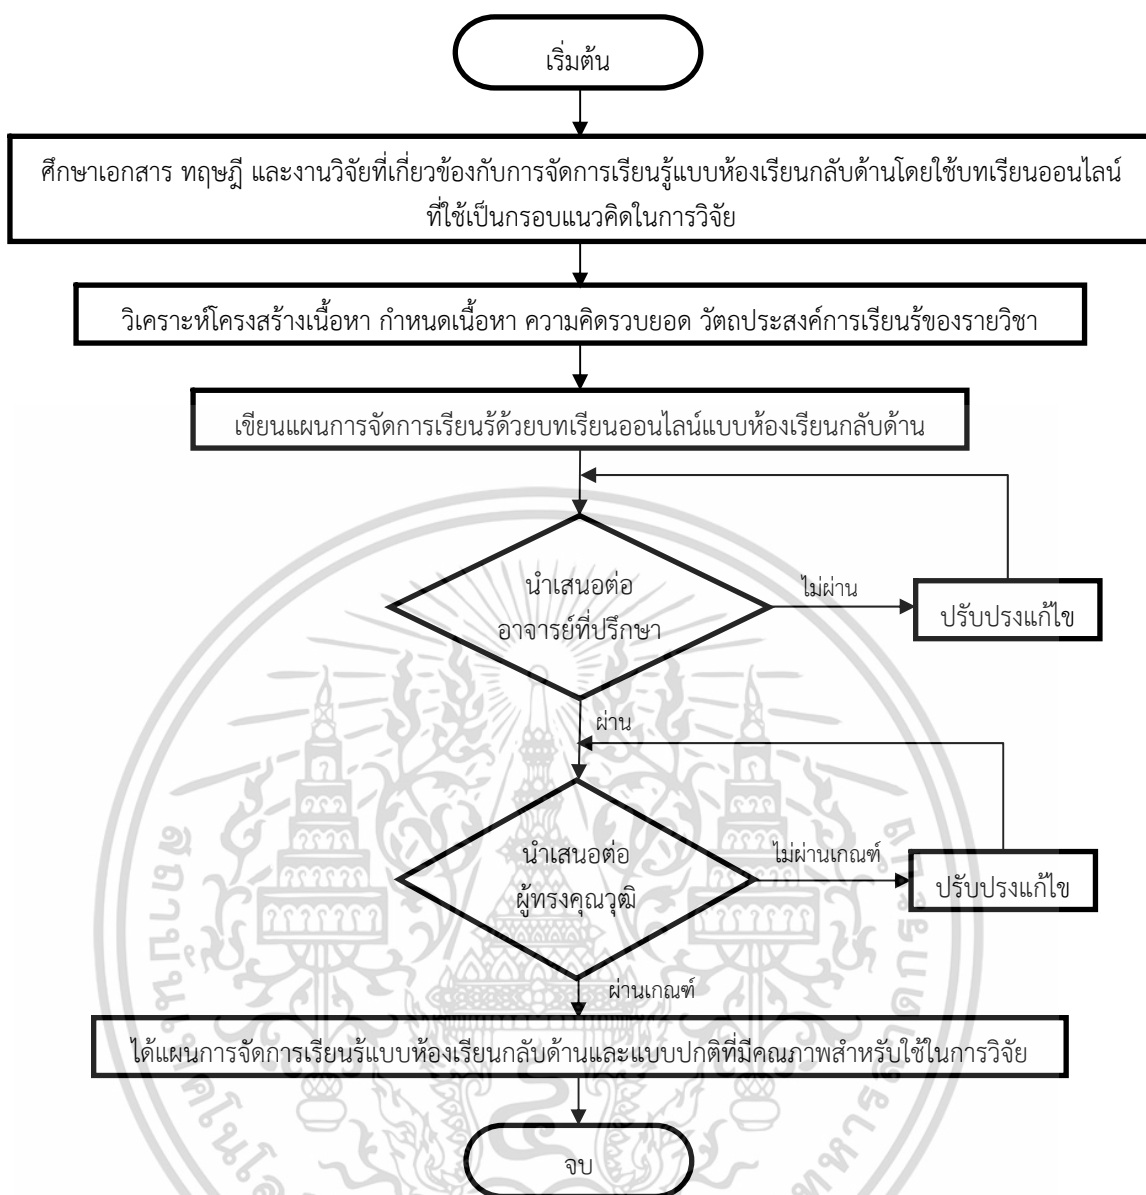 เริ่มต้น
ศึกษาเอกสาร ทฤษฎี และงานวิจัยที่เกี่ยวข้องกับการจัดการเรียนรู้แบบห้องเรียนกลับด้านโดยใช้บทเรียนออนไลน์
ที่ใช้เป็นกรอบแนวคิดในการวิจัย
วิเคราะห์โครงสร้างเนื้อหา กำหนดเนื้อหา ความคิดรวบยอด วัตถุประสงค์การเรียนรู้ของรายวิชา
เขียนแผนการจัดการเรียนรู้ด้วยบทเรียนออนไลน์แบบห้องเรียนกลับด้าน
นำเสนอต่อ
อาจารย์ที่ปรึกษา
ไม่ผ่าน
ปรับปรุงแก้ไข
ผ่าน
นำเสนอต่อ
ผู้ทรงคุณวุฒิ
ไม่ผ่านเกณฑ์
ปรับปรุงแก้ไข
ผ่านเกณฑ์
ได้แผนการจัดการเรียนรู้แบบห้องเรียนกลับด้านและแบบปกติที่มีคุณภาพสำหรับใช้ในการวิจัย
จบ